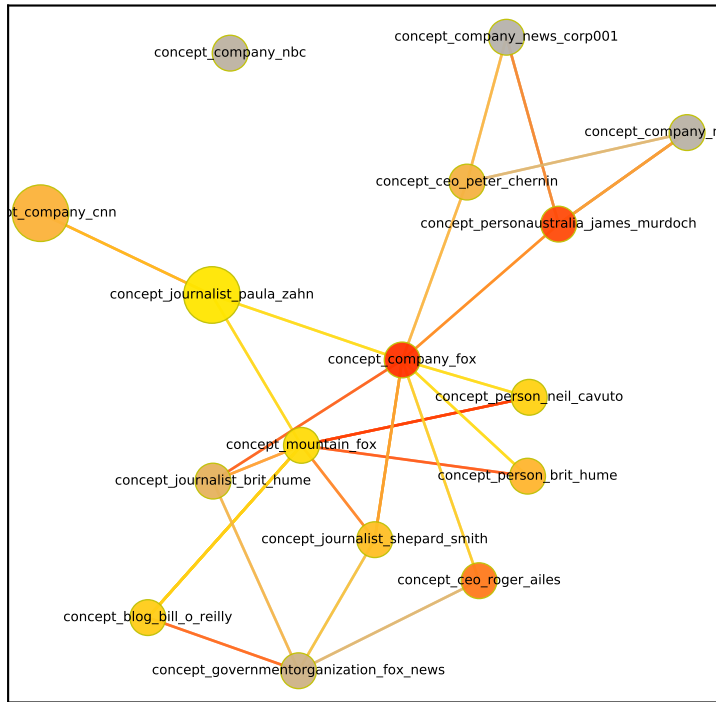 concept_company_news_corp001
concept_company_nbc
concept_company_n
concept_ceo_peter_chernin
pt_company_cnn
concept_personaustralia_james_murdoch
concept_journalist_paula_zahn
concept_company_fox
concept_person_neil_cavuto
concept_mountain_fox
concept_person_brit_hume
concept_journalist_brit_hume
concept_journalist_shepard_smith
concept_ceo_roger_ailes
concept_blog_bill_o_reilly
concept_governmentorganization_fox_news